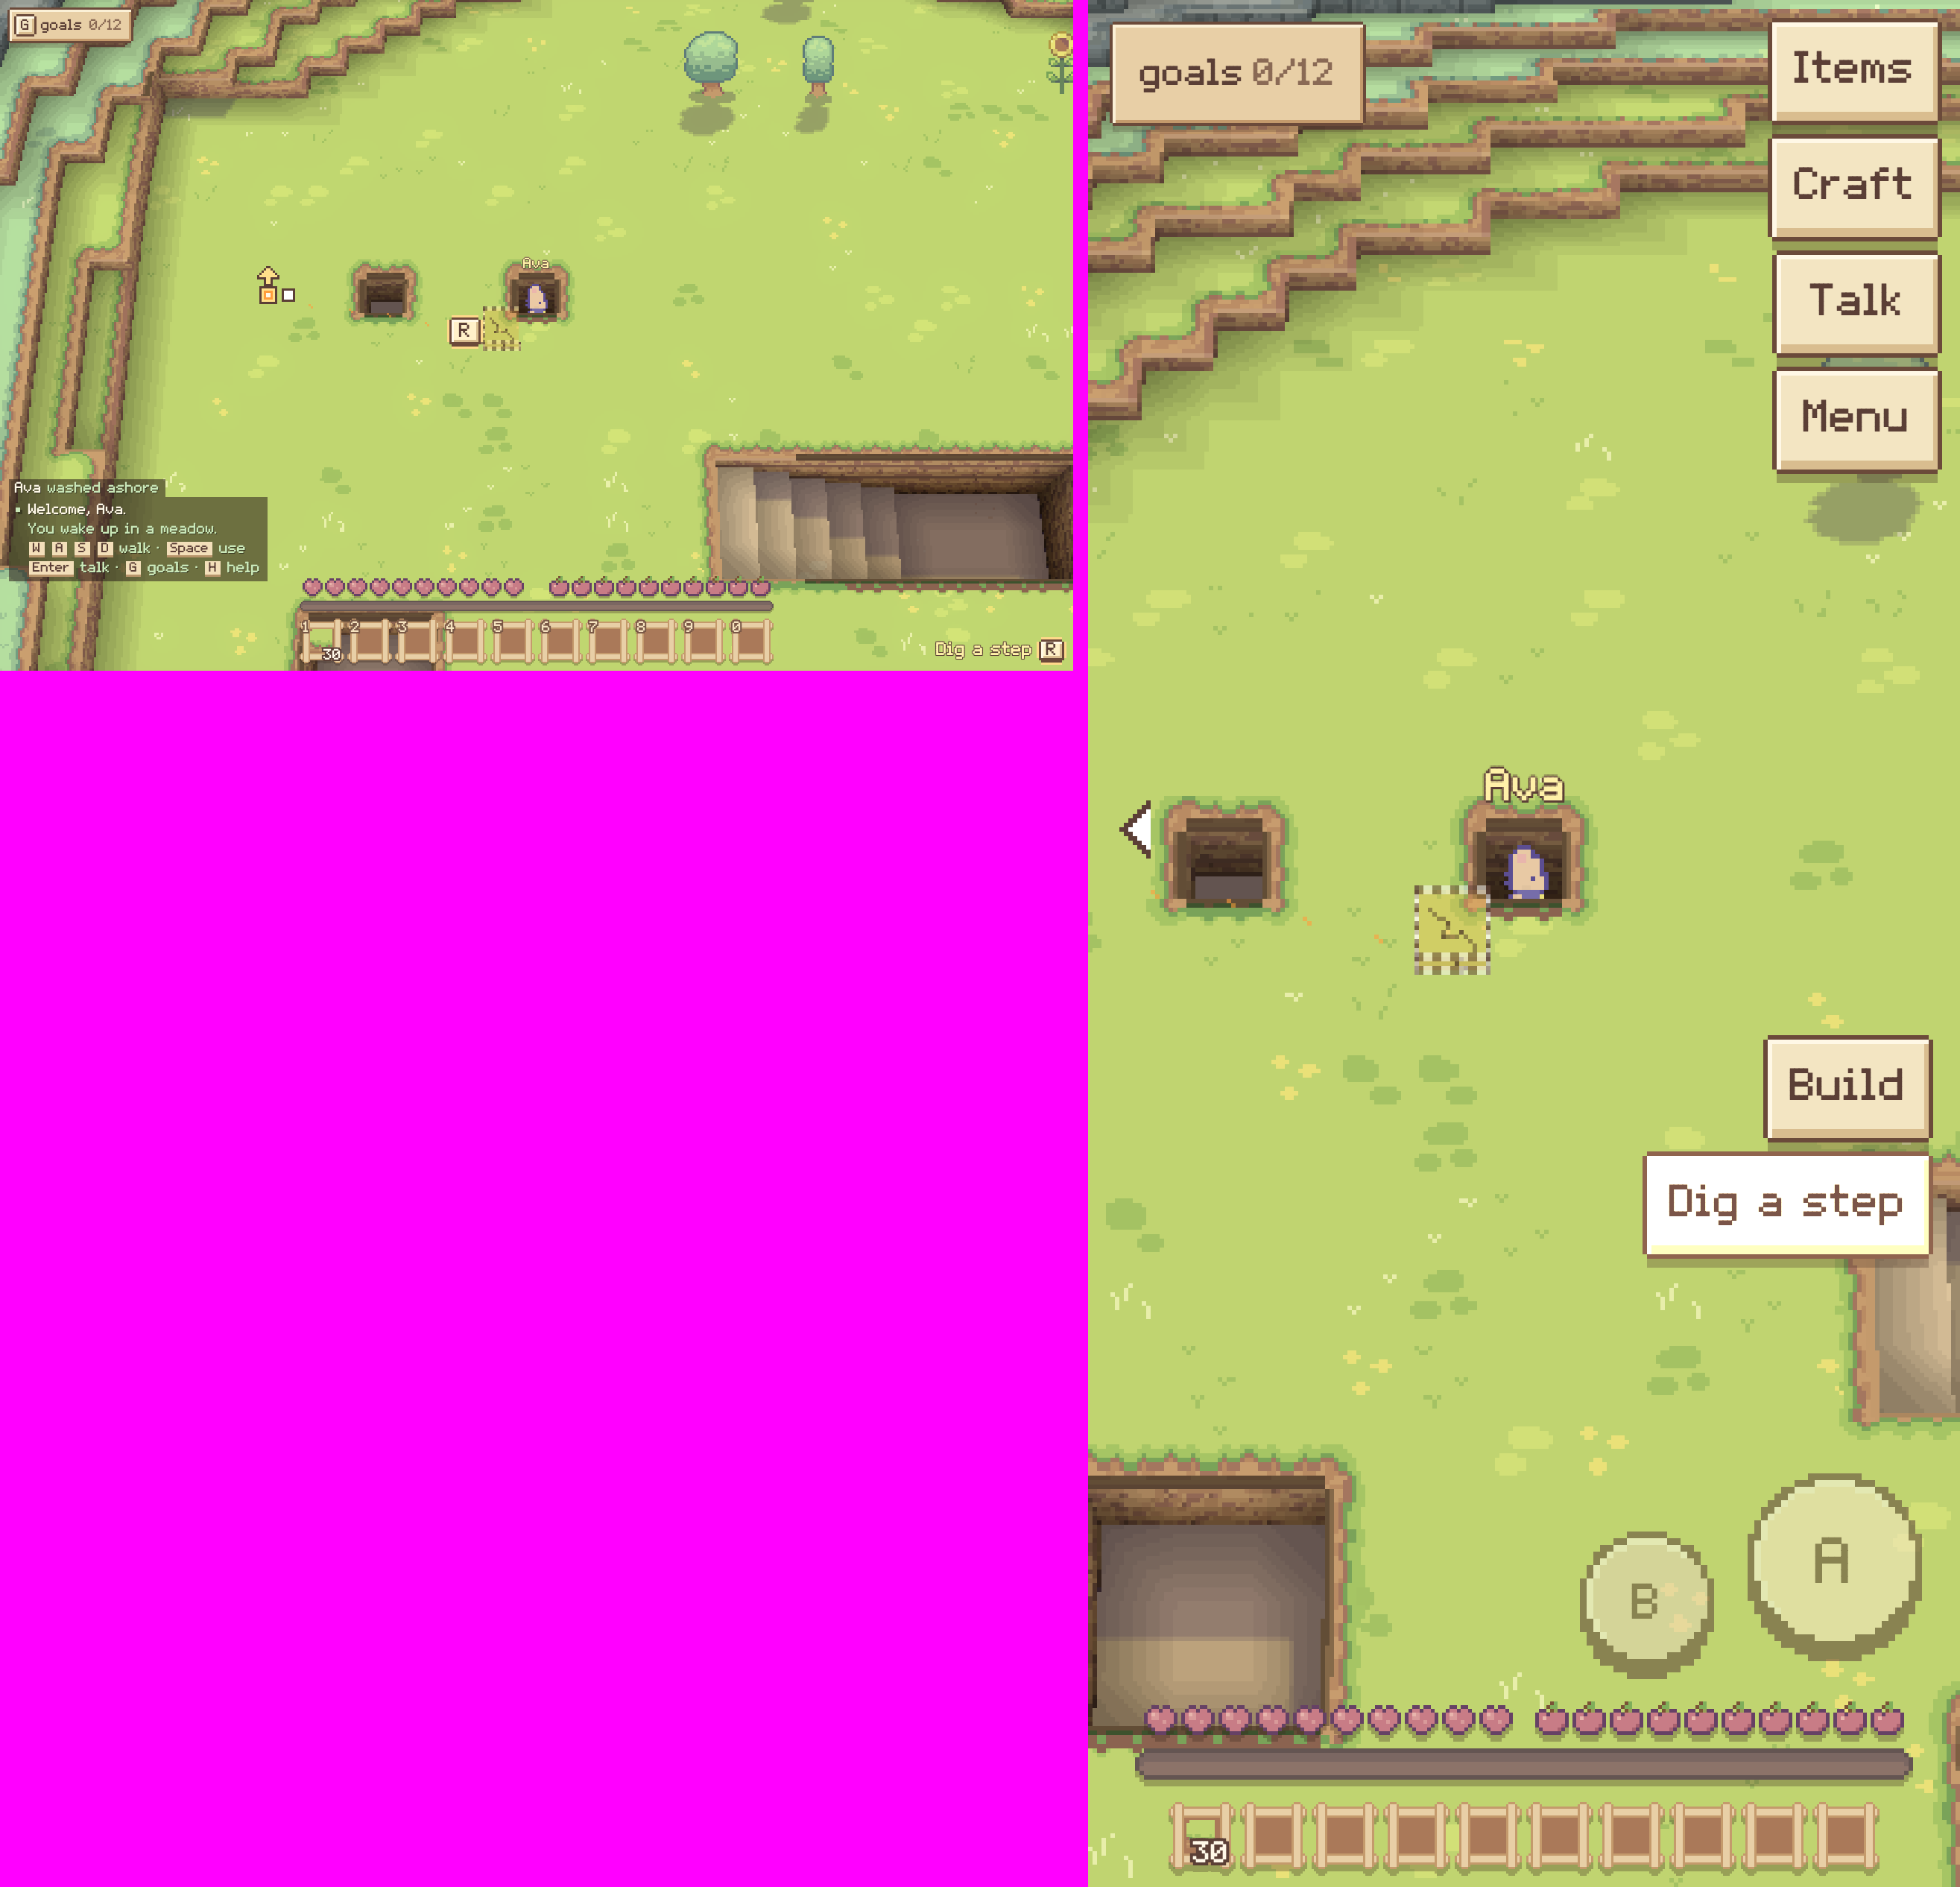 G goals 0/12
Ava
R
Ava washed ashore
▪ Welcome, Ava.
You wake up in a meadow.
W A S D walk · Space use
Enter talk · G goals · H help
1 2 3 4 5 6 7 8 9 0
30
Dig a step R
goals 0/12
Items
Craft
Talk
Menu
Ava
Build
Dig a step
A
B
30